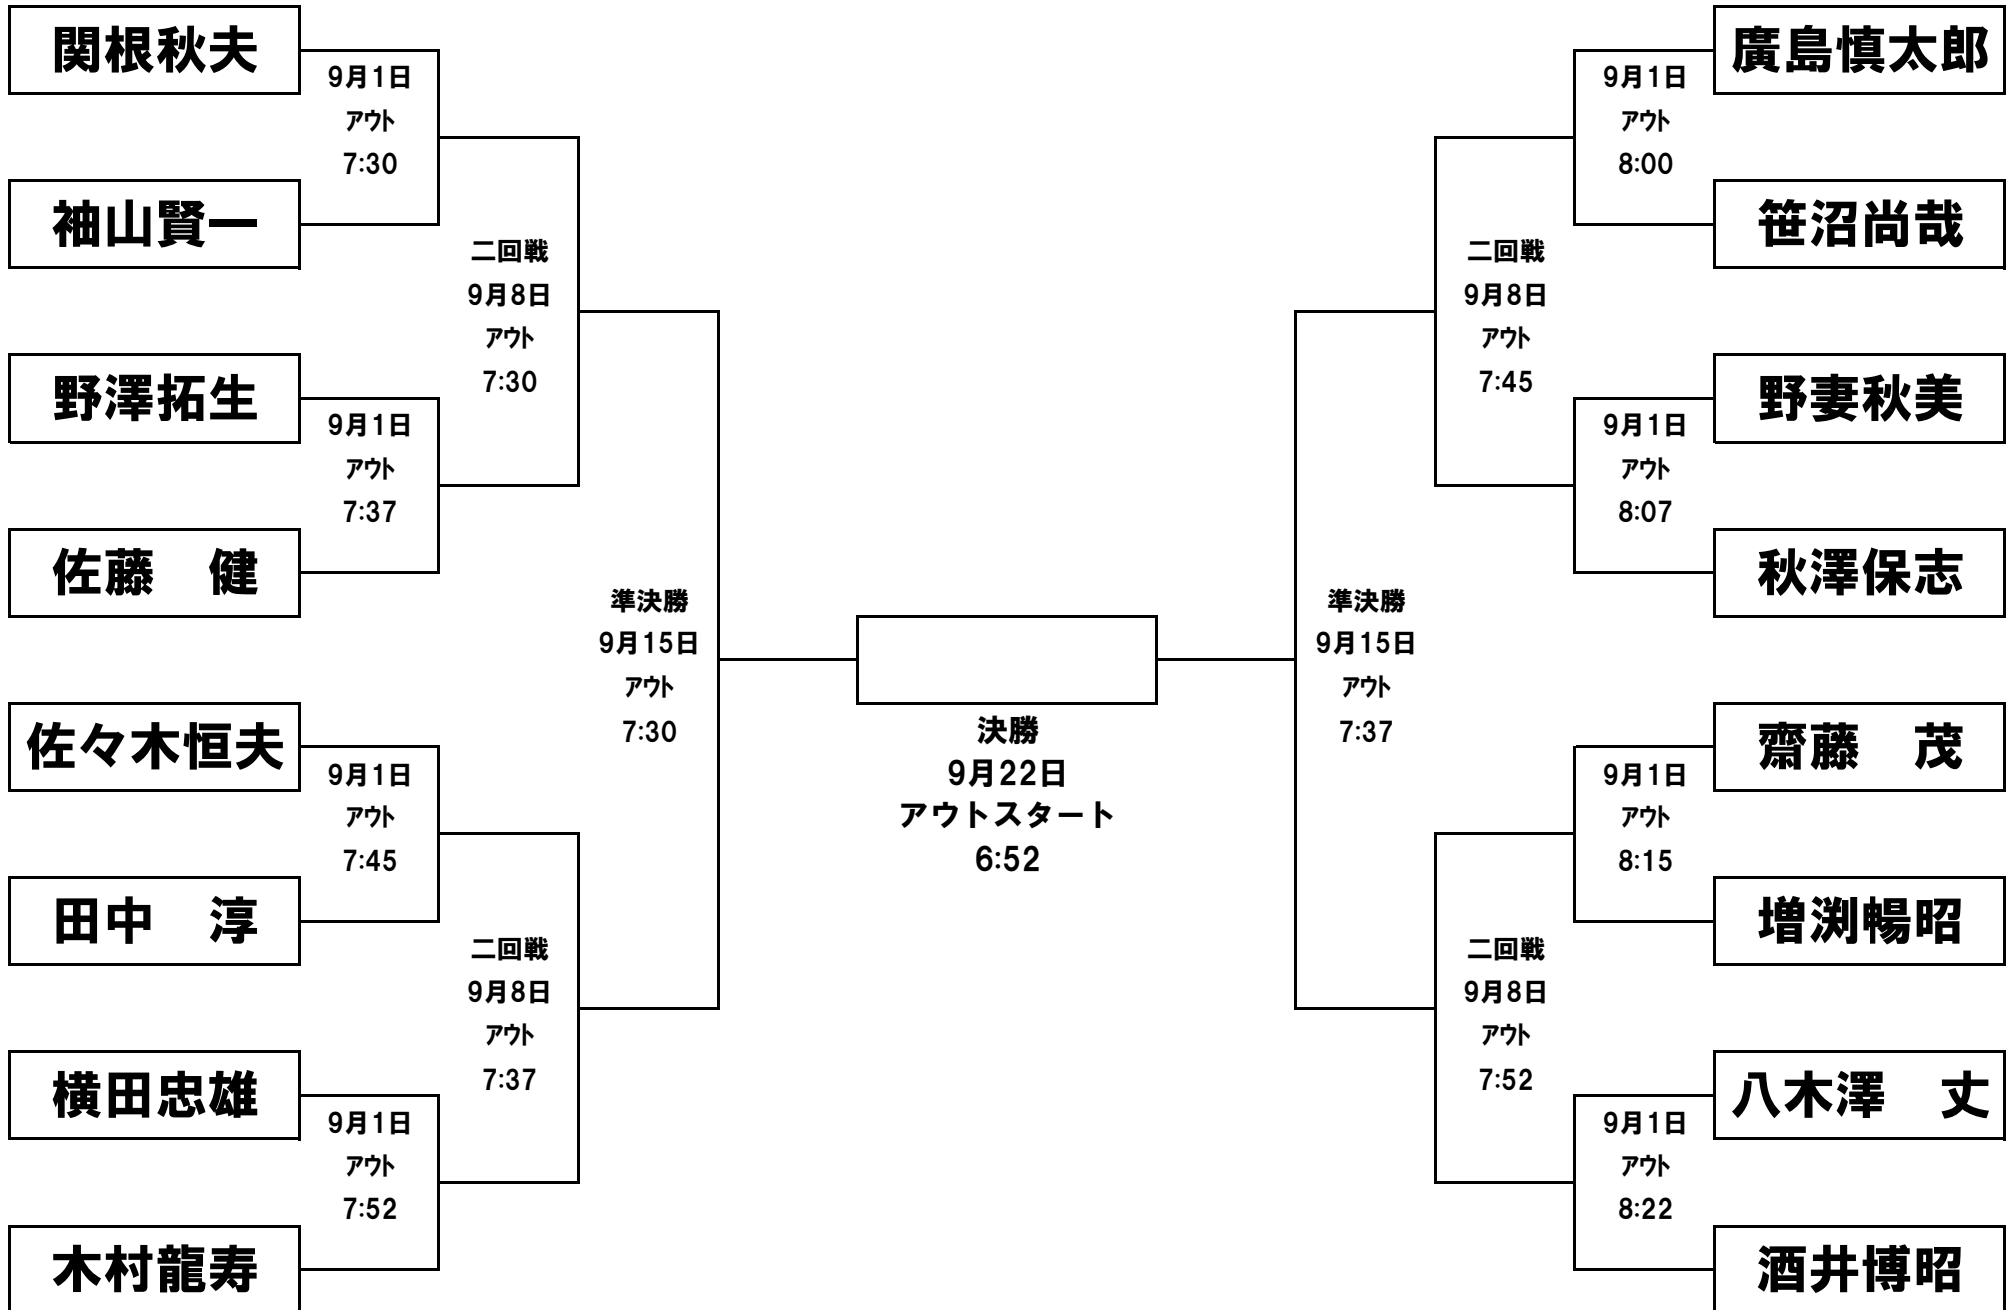 関根秋夫
9月1日
アウト
7:30
袖山賢一
二回戦
9月8日
アウト
7:30
野澤拓生
9月1日
アウト
7:37
佐藤　健
準決勝
9月15日
アウト
7:30
佐々木恒夫
9月1日
アウト
7:45
田中　淳
二回戦
9月8日
アウト
7:37
横田忠雄
9月1日
アウト
7:52
木村龍寿
決勝
9月22日
アウトスタート
6:52
廣島慎太郎
9月1日
アウト
8:00
笹沼尚哉
二回戦
9月8日
アウト
7:45
野妻秋美
9月1日
アウト
8:07
秋澤保志
準決勝
9月15日
アウト
7:37
齋藤　茂
9月1日
アウト
8:15
増渕暢昭
二回戦
9月8日
アウト
7:52
八木澤　丈
9月1日
アウト
8:22
酒井博昭